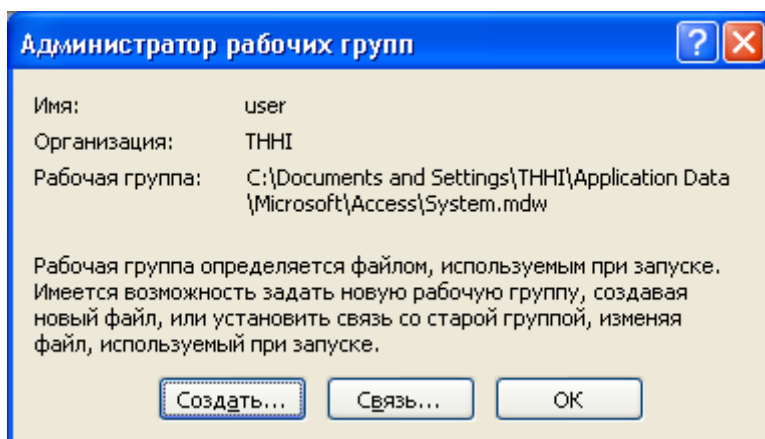 Администратор рабочих групп
Имя: user
Организация: THHI
Рабочая группа: C:\Documents and Settings\THHI\Application Data
\Microsoft\Access\System.mdw
Рабочая группа определяется файлом, используемым при запуске.
Имеется возможность задать новую рабочую группу, создавая
новый файл, или установить связь со старой группой, изменяя
файл, используемый при запуске.
Создать... Связь... ОК